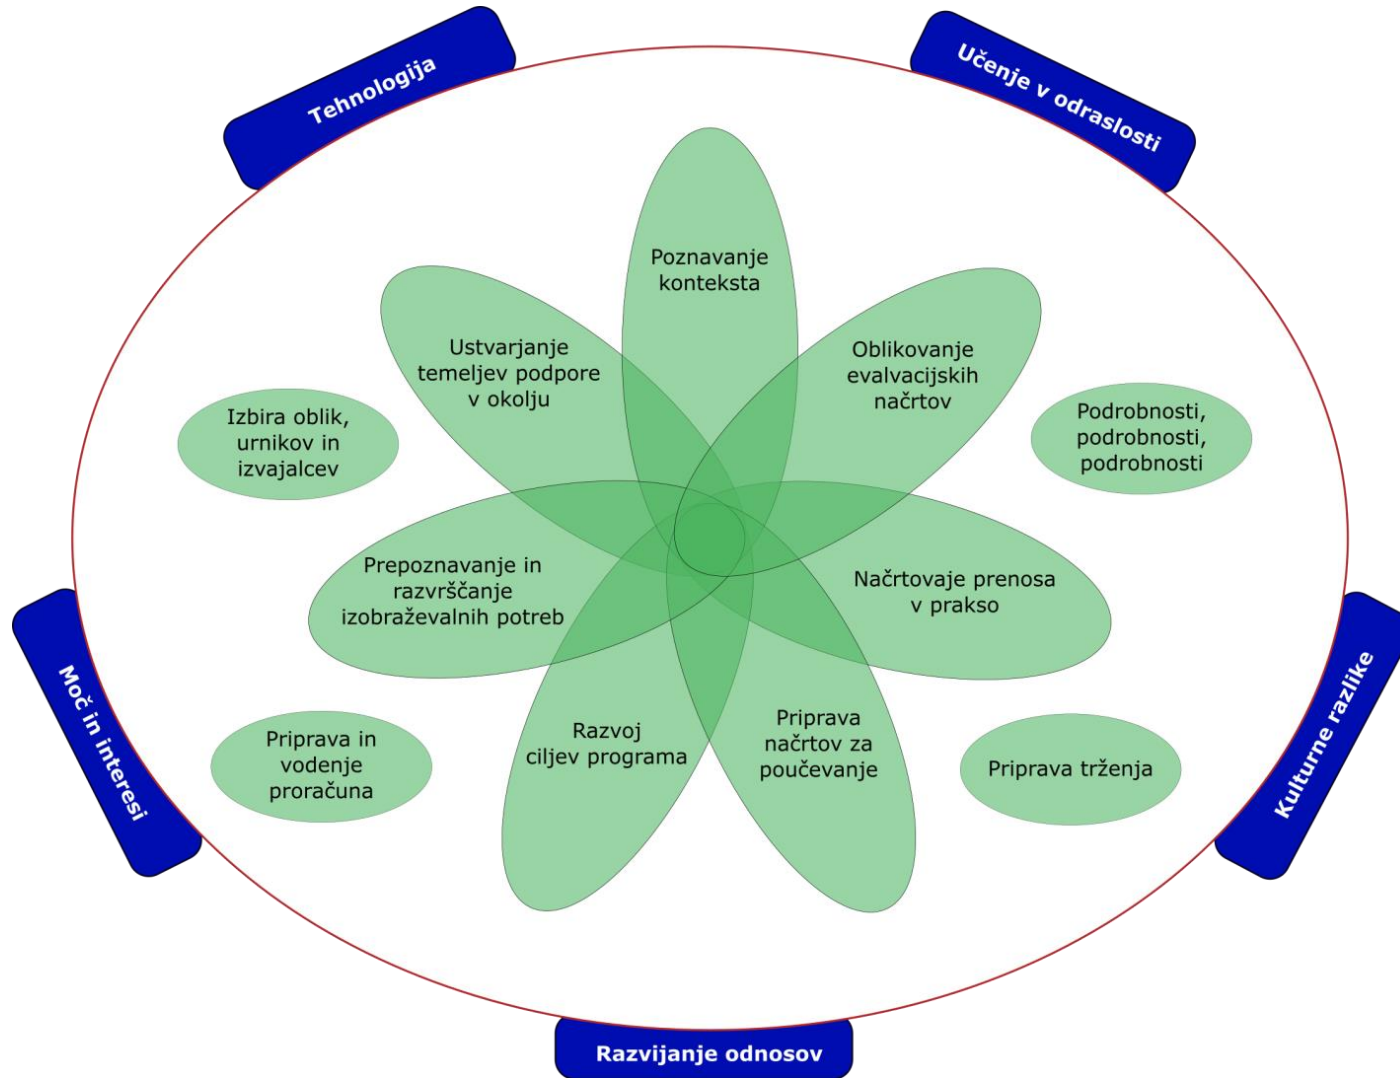 Tehnologija
Učenje v odraslosti
Poznavanje
konteksta
Ustvarjanje
temeljev podpore
v okolju
Oblikovanje
evalvacijskih
načrtov
Izbira oblik,
urnikov in
izvajalcev
Podrobnosti,
podrobnosti,
podrobnosti
Prepoznavanje in
razvrščanje
izobraževalnih potreb
Načrtovaje prenosa
v prakso
Moč in interesi
Kulturne razlike
Priprava in
vodenje
proračuna
Razvoj
ciljev programa
Priprava
načrtov za
poučevanje
Priprava trženja
Razvijanje odnosov